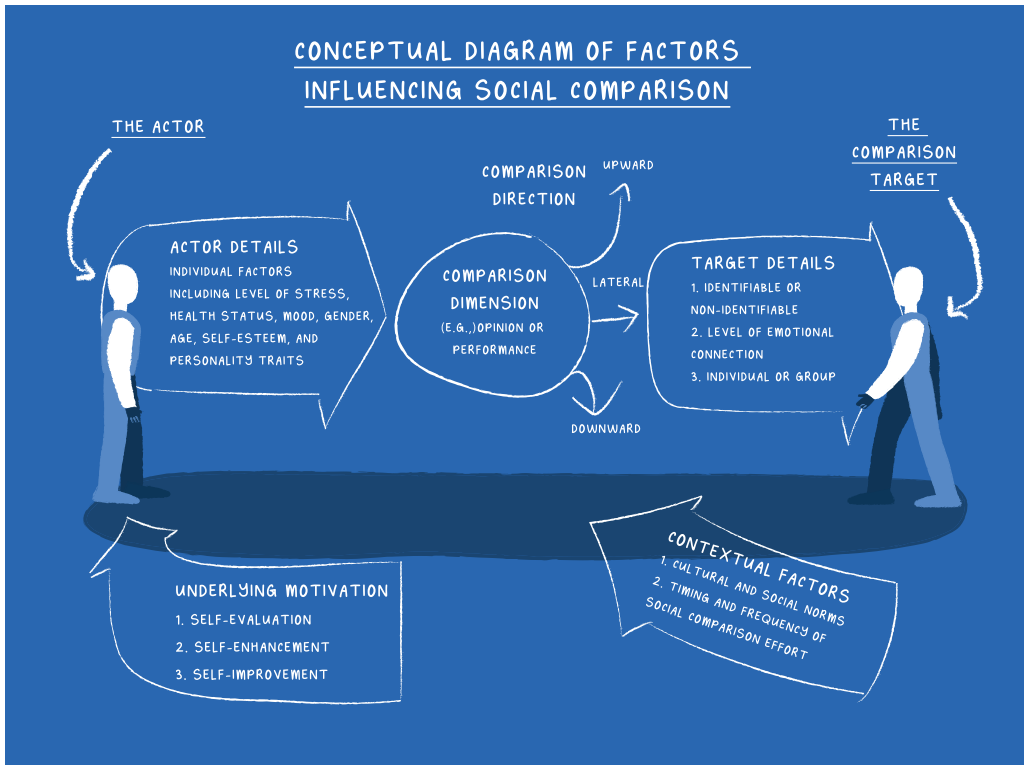 CONCEPTUAL DIAGRAM OF FACTORS
INFLUENCING SOCIAL COMPARISON
THE ACTOR
THE
COMPARISON
TARGET
COMPARISON
DIRECTION
UPWARD
ACTOR DETAILS
INDIVIDUAL FACTORS
INCLUDING LEVEL OF STRESS,
HEALTH STATUS, MOOD, GENDER,
AGE, SELF-ESTEEM, AND
PERSONALITY TRAITS
COMPARISON
DIMENSION
(E.G.,)OPINION OR
PERFORMANCE
LATERAL
DOWNWARD
TARGET DETAILS
1. IDENTIFIABLE OR
NON-IDENTIFIABLE
2. LEVEL OF EMOTIONAL
CONNECTION
3. INDIVIDUAL OR GROUP
UNDERLYING MOTIVATION
1. SELF-EVALUATION
2. SELF-ENHANCEMENT
3. SELF-IMPROVEMENT
CONTEXTUAL FACTORS
1. CULTURAL AND SOCIAL NORMS
2. TIMING AND FREQUENCY OF
SOCIAL COMPARISON EFFORT